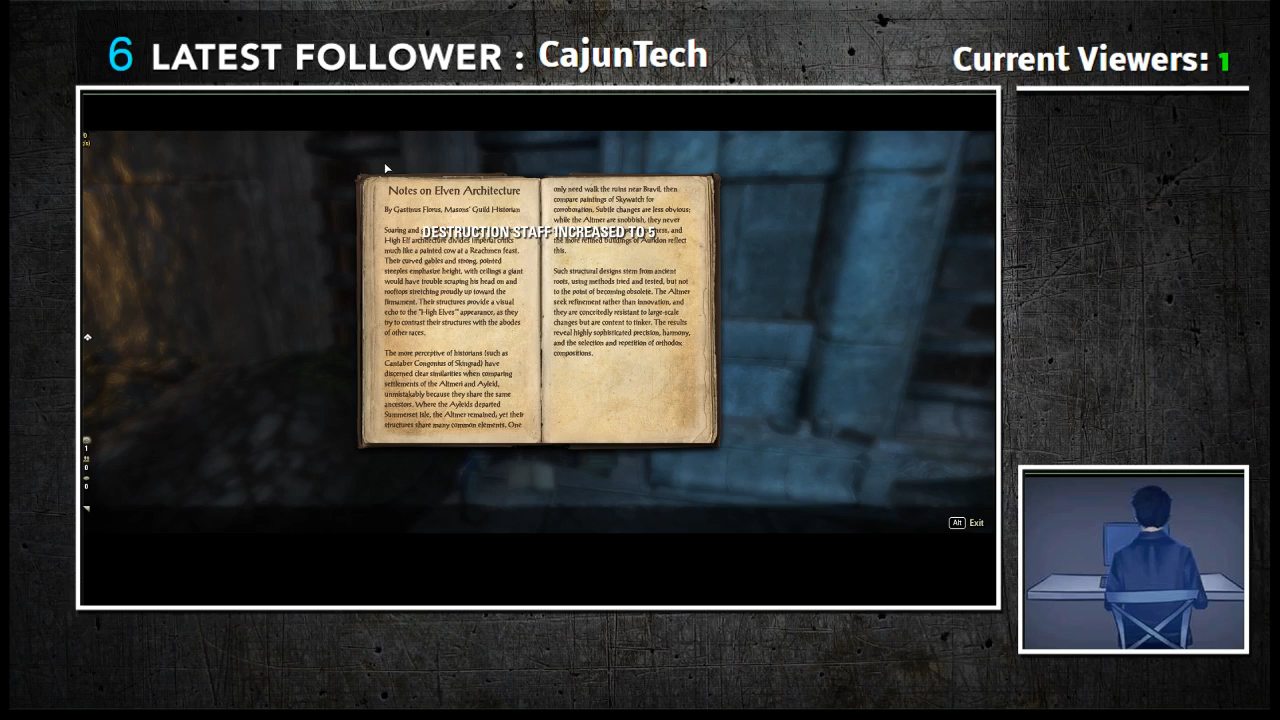 6 LATEST FOLLOWER : CajunTech
Current Viewers: 1
Notes on Elven Architecture
By Gastinus Florus, Masons' Guild Historian
Soaring and
DESTRUCTION STAFF INCREASED TO 5
High Elf architecture divides Imperial critics
much like a painted cow at a Reachmen feast.
Their curved gables and strong, pointed
steeples emphasize height, with ceilings a giant
would have trouble scraping his head on and
rooftops stretching proudly up toward the
firmament. Their structures provide a visual
echo to the "High Elves'" appearance, as they
try to contrast their structures with the abodes
of other races.
The more perceptive of historians (such as
Cantaber Congonius of Skingrad) have
discerned clear similarities when comparing
settlements of the Altmeri and Ayleid,
unmistakably because they share the same
ancestors. Where the Ayleids departed
Summerset Isle, the Altmer remained; yet their
structures share many common elements. One
only need walk the ruins near Bravil, then
compare paintings of Skywatch for
corroboration. Subtle changes are less obvious:
while the Altmer are snobbish, they never
and
the more refined buildings of Auridon reflect
this.
Such structural designs stem from ancient
roots, using methods tried and tested, but not
to the point of becoming obsolete. The Altmer
seek refinement rather than innovation, and
they are conceitedly resistant to large-scale
changes but are content to tinker. The results
reveal highly sophisticated precision, harmony,
and the selection and repetition of orthodox
compositions.
0
1
0
0
Alt Exit